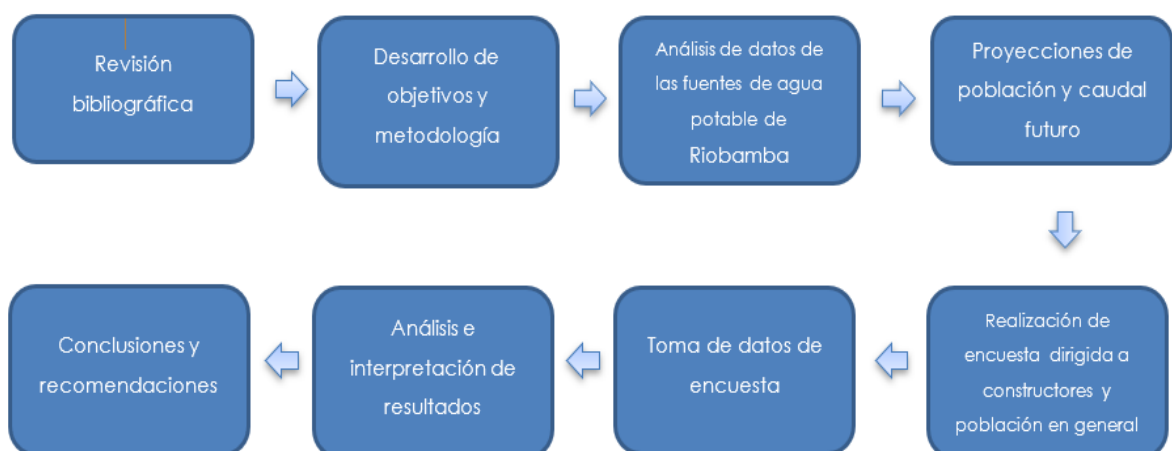 Revisión
bibliográfica
Desarrollo de
objetivos y
metodología
Análisis de datos de
las fuentes de agua
potable de
Riobamba
Proyecciones de
población y caudal
futuro
Realización de
encuesta dirigida a
constructores y
población en general
Toma de datos de
encuesta
Análisis e
interpretación de
resultados
Conclusiones y
recomendaciones